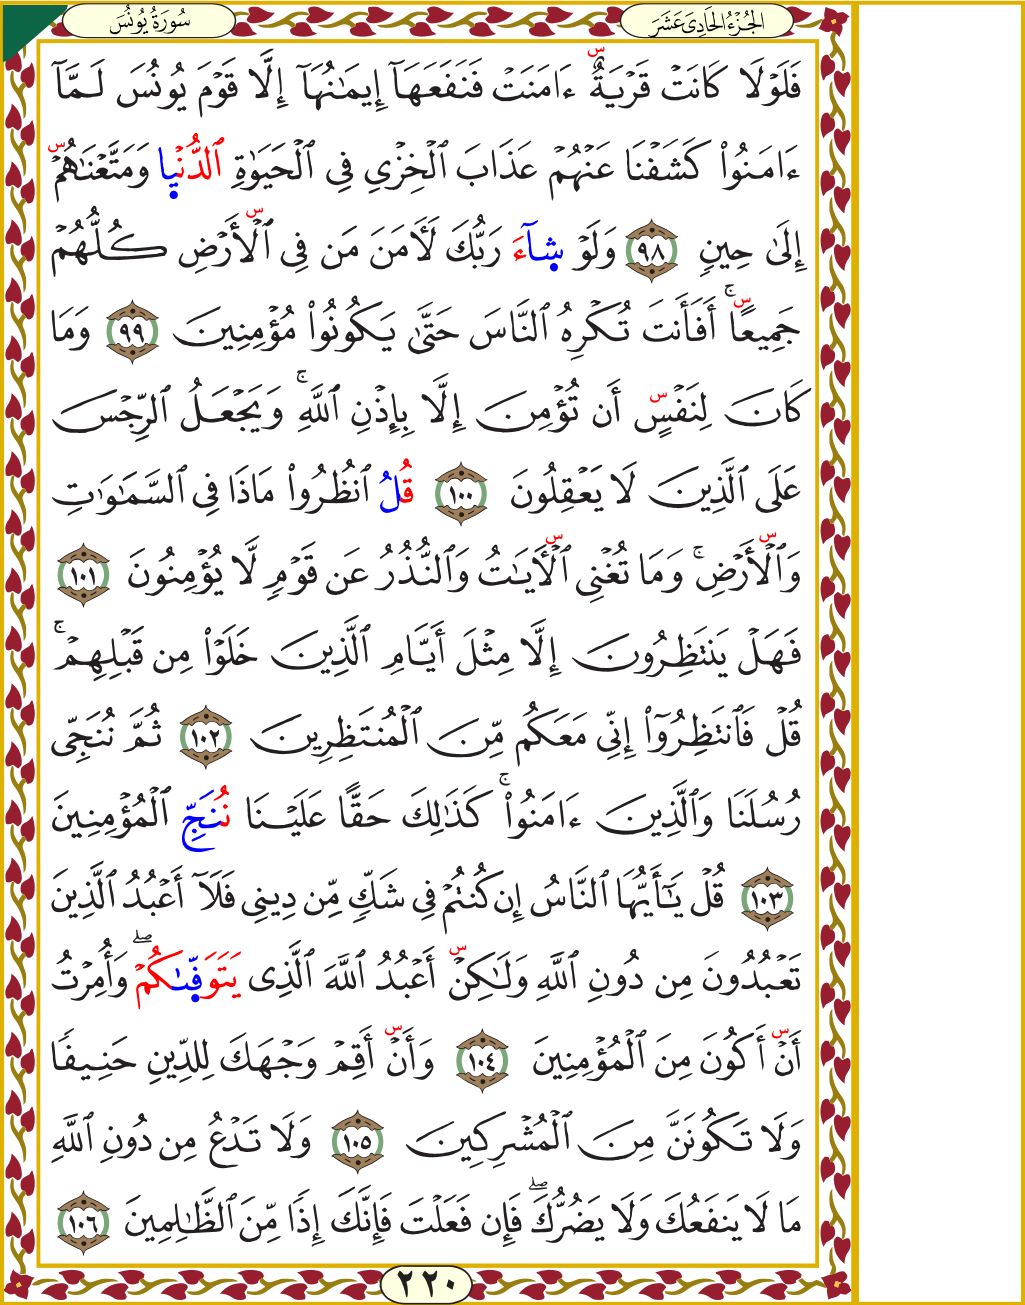 الجُزْءُ الحَادِىَ عَشَرَ
سُورَةُ يُونُسَ
فَلَوۡلَا كَانَتۡ قَرۡيَةٌ ءَامَنَتۡ فَنَفَعَهَآ إِيمَٰنُهَآ إِلَّا قَوۡمَ يُونُسَ لَمَّآ
ءَامَنُواْ كَشَفۡنَا عَنۡهُمۡ عَذَابَ ٱلۡخِزۡيِ فِي ٱلۡحَيَوٰةِ ٱلدُّنۡيٜا وَمَتَّعۡنَٰهُمۡ
إِلَىٰ حِينٖ ٩٨ وَلَوۡ شٜآءَ رَبُّكَ لَأٓمَنَ مَن فِي ٱلۡأَرۡضِ كُلُّهُمۡ
جَمِيعًاۚ أَفَأَنتَ تُكۡرِهُ ٱلنَّاسَ حَتَّىٰ يَكُونُواْ مُؤۡمِنِينَ ٩٩ وَمَا
كَانَ لِنَفۡسٍ أَن تُؤۡمِنَ إِلَّا بِإِذۡنِ ٱللَّهِۚ وَيَجۡعَلُ ٱلرِّجۡسَ
عَلَى ٱلَّذِينَ لَا يَعۡقِلُونَ ١٠٠ قُلُ ٱنظُرُواْ مَاذَا فِي ٱلسَّمَٰوَٰتِ
وَٱلۡأَرۡضِۚ وَمَا تُغۡنِي ٱلۡأٓيَٰتُ وَٱلنُّذُرُ عَن قَوۡمٖ لَّا يُؤۡمِنُونَ ١٠١
فَهَلۡ يَنتَظِرُونَ إِلَّا مِثۡلَ أَيَّامِ ٱلَّذِينَ خَلَوۡاْ مِن قَبۡلِهِمۡۚ
قُلۡ فَٱنتَظِرُوٓاْ إِنِّي مَعَكُم مِّنَ ٱلۡمُنتَظِرِينَ ١٠٢ ثُمَّ نُنَجِّي
رُسُلَنَا وَٱلَّذِينَ ءَامَنُواْۚ كَذَٰلِكَ حَقًّا عَلَيۡنَا نُنَجِّ ٱلۡمُؤۡمِنِينَ
١٠٣ قُلۡ يَٰٓأَيُّهَا ٱلنَّاسُ إِن كُنتُمۡ فِي شَكّٖ مِّن دِينِي فَلَآ أَعۡبُدُ ٱلَّذِينَ
تَعۡبُدُونَ مِن دُونِ ٱللَّهِ وَلَٰكِنۡ أَعۡبُدُ ٱللَّهَ ٱلَّذِي يَتَوَفّٜىٰكُمۡۖ وَأُمِرۡتُ
أَنۡ أَكُونَ مِنَ ٱلۡمُؤۡمِنِينَ ١٠٤ وَأَنۡ أَقِمۡ وَجۡهَكَ لِلدِّينِ حَنِيفٗا
وَلَا تَكُونَنَّ مِنَ ٱلۡمُشۡرِكِينَ ١٠٥ وَلَا تَدۡعُ مِن دُونِ ٱللَّهِ
مَا لَا يَنفَعُكَ وَلَا يَضُرُّكَۖ فَإِن فَعَلۡتَ فَإِنَّكَ إِذٗا مِّنَ ٱلظَّٰلِمِينَ ١٠٦
٢٢٠